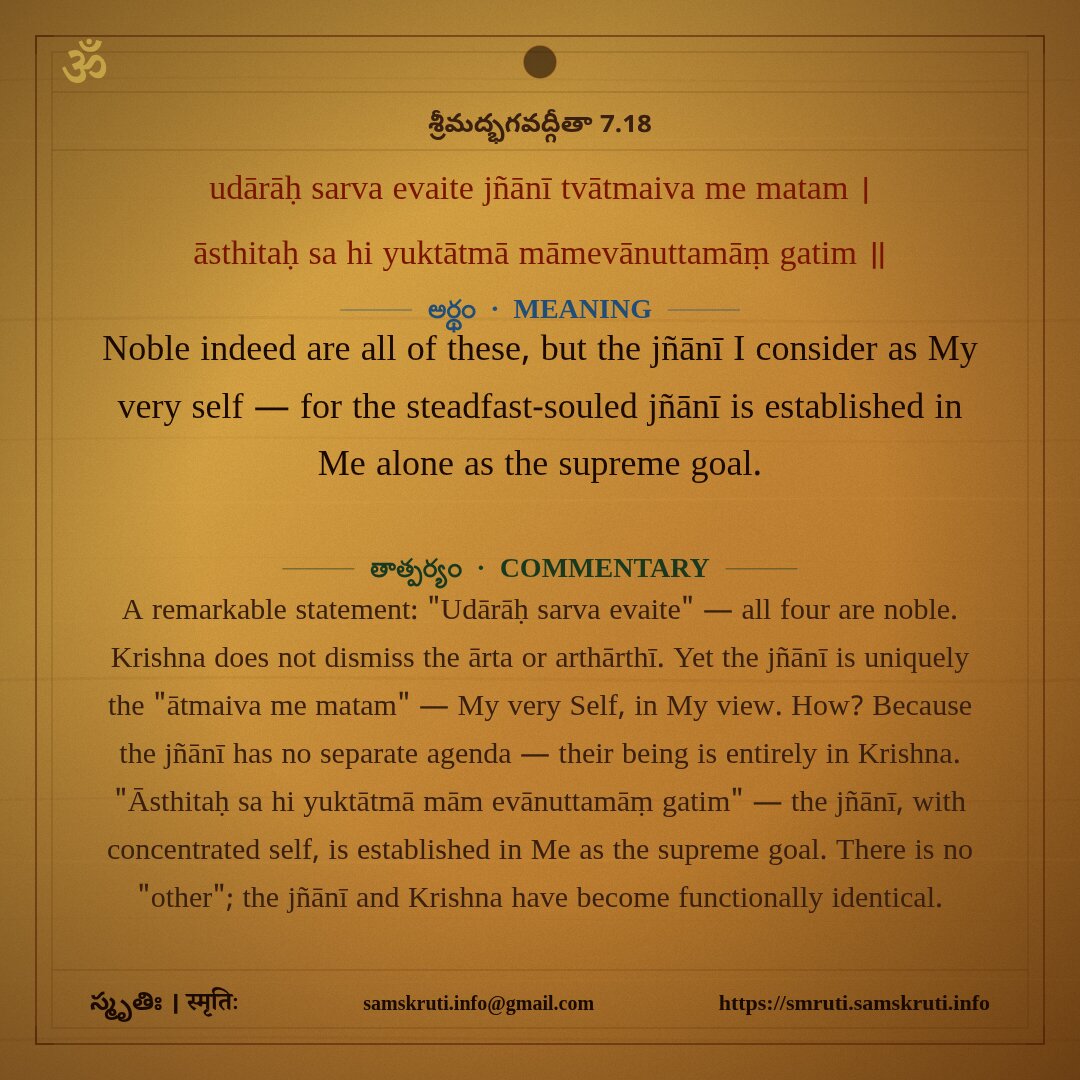 ॐ
శ్రీమద్భగవద్గీతా 7.18
udārāḥ sarva evaite jñānī tvātmaiva me matam |
āsthitaḥ sa hi yuktātmā māmevānuttamāṃ gatim ||
అర్థం · MEANING
Noble indeed are all of these, but the jñānī I consider as My
very self — for the steadfast-souled jñānī is established in
Me alone as the supreme goal.
తాత్పర్యం · COMMENTARY
A remarkable statement: "Udārāḥ sarva evaite" — all four are noble.
Krishna does not dismiss the ārta or arthārthī. Yet the jñānī is uniquely
the "ātmaiva me matam" — My very Self, in My view. How? Because
the jñānī has no separate agenda — their being is entirely in Krishna.
"Āsthitaḥ sa hi yuktātmā mām evānuttamāṃ gatim" — the jñānī, with
concentrated self, is established in Me as the supreme goal. There is no
"other"; the jñānī and Krishna have become functionally identical.
స్మృతిః | स्मृतिः samskruti.info@gmail.com https://smruti.samskruti.info